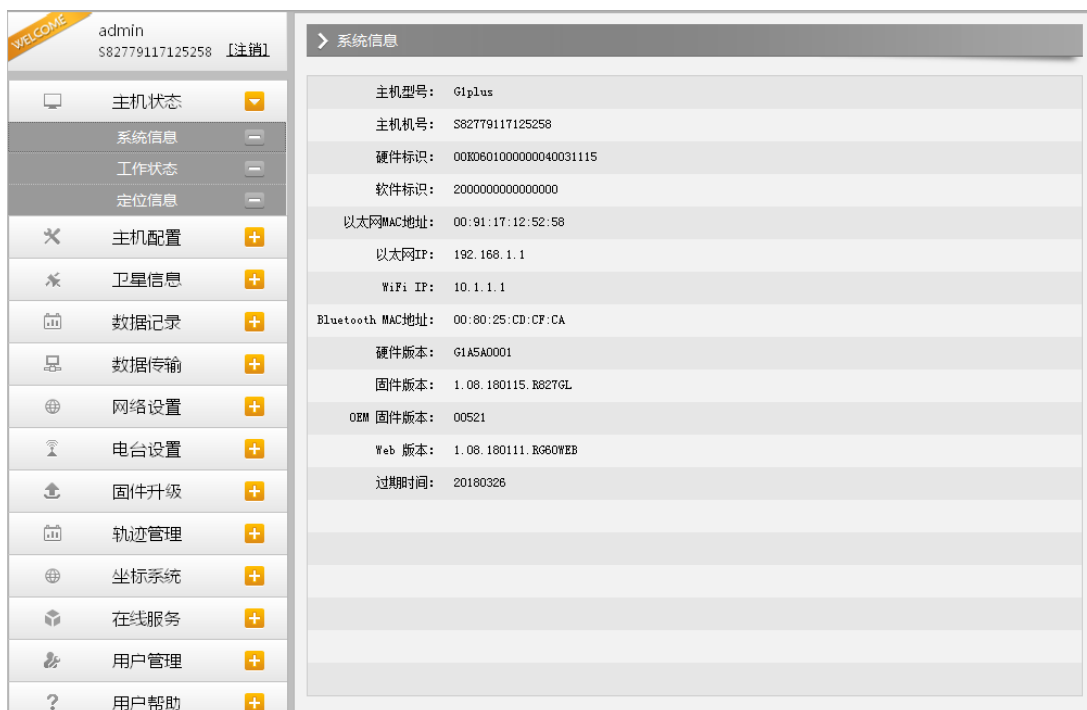 WELCOME
admin
S82779117125258 [注销]
主机状态
系统信息
工作状态
定位信息
主机配置
卫星信息
数据记录
数据传输
网络设置
电台设置
固件升级
轨迹管理
坐标系统
在线服务
用户管理
用户帮助
系统信息
主机型号: G1plus
主机机号: S82779117125258
硬件标识: 00K0601000000040031115
软件标识: 2000000000000000
以太网MAC地址: 00:91:17:12:52:58
以太网IP: 192.168.1.1
WiFi IP: 10.1.1.1
Bluetooth MAC地址: 00:80:25:CD:CF:CA
硬件版本: G1A5A0001
固件版本: 1.08.180115.R827GL
OEM 固件版本: 00521
Web 版本: 1.08.180111.RG60WEB
过期时间: 20180326